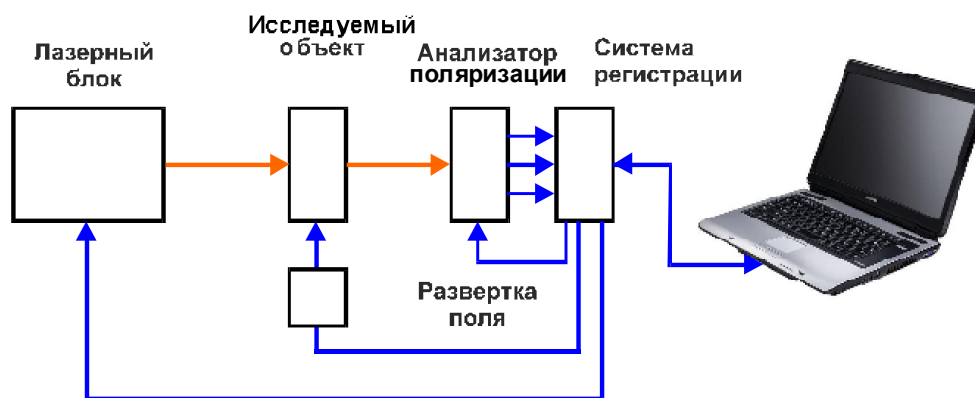 Лазерный
блок
Исследуемый
объект
Анализатор
поляризации
Система
регистрации
Развертка
поля